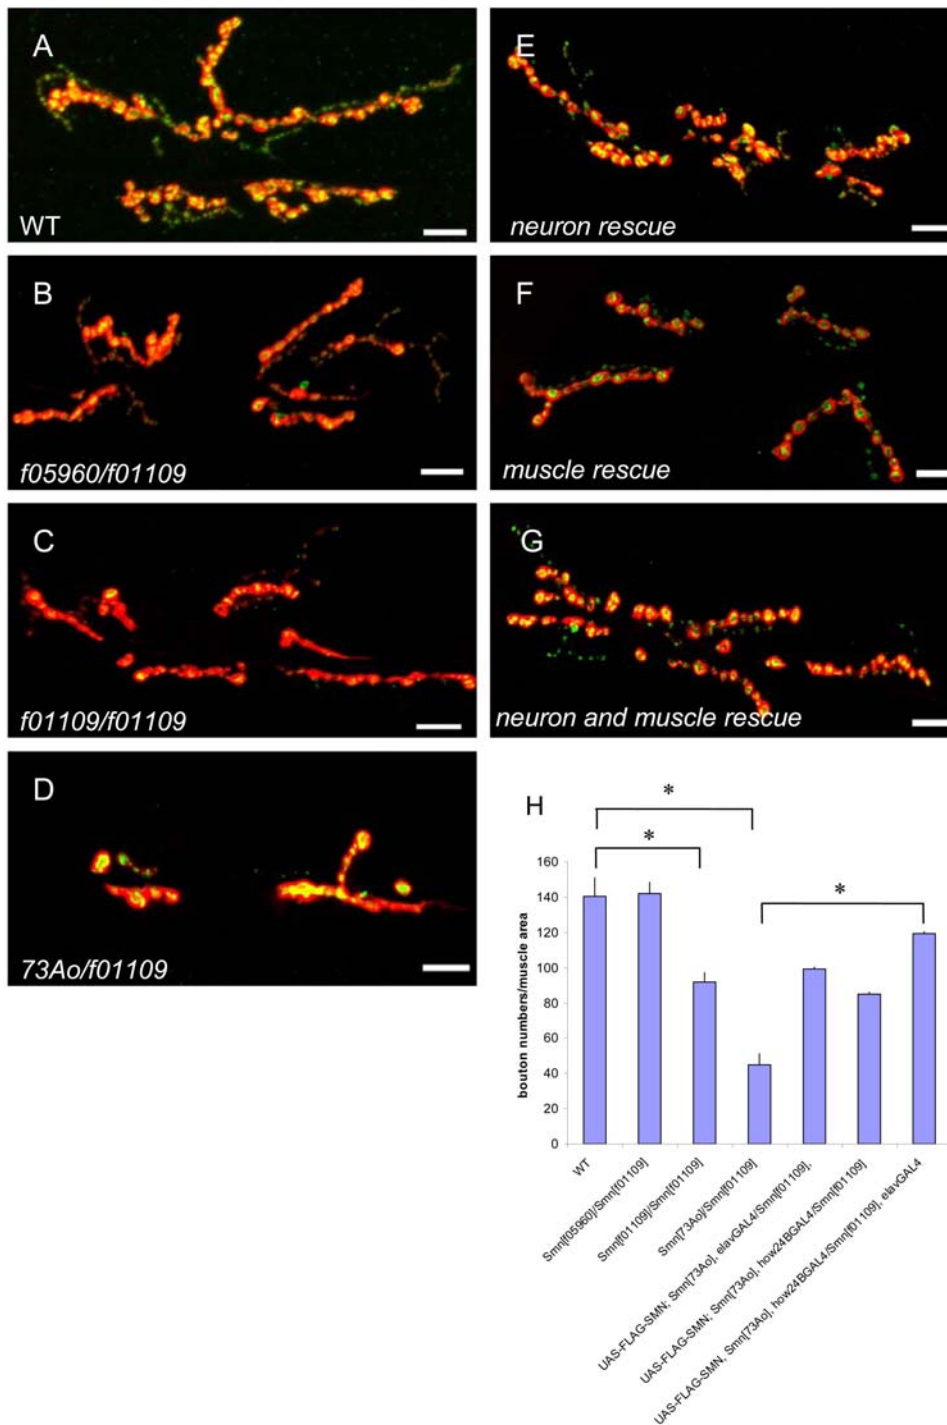 A
WT
B
f05960/f01109
C
f01109/f01109
D
73Ao/f01109
E
neuron rescue
F
muscle rescue
G
neuron and muscle rescue
H
*
*
*
bouton numbers/muscle area
160
140
120
100
80
60
40
20
0
WT
Smn[f05960]/Smn[f01109]
Smn[f01109]/Smn[f01109]
Smn[73Ao]/Smn[f01109]
UAS-FLAG-SMN; Smn[73Ao], elavGAL4/Smn[f01109],
UAS-FLAG-SMN; Smn[73Ao], how24BGAL4/Smn[f01109]
UAS-FLAG-SMN, Smn[73Ao], how24BGAL4/Smn[f01109], elavGAL4